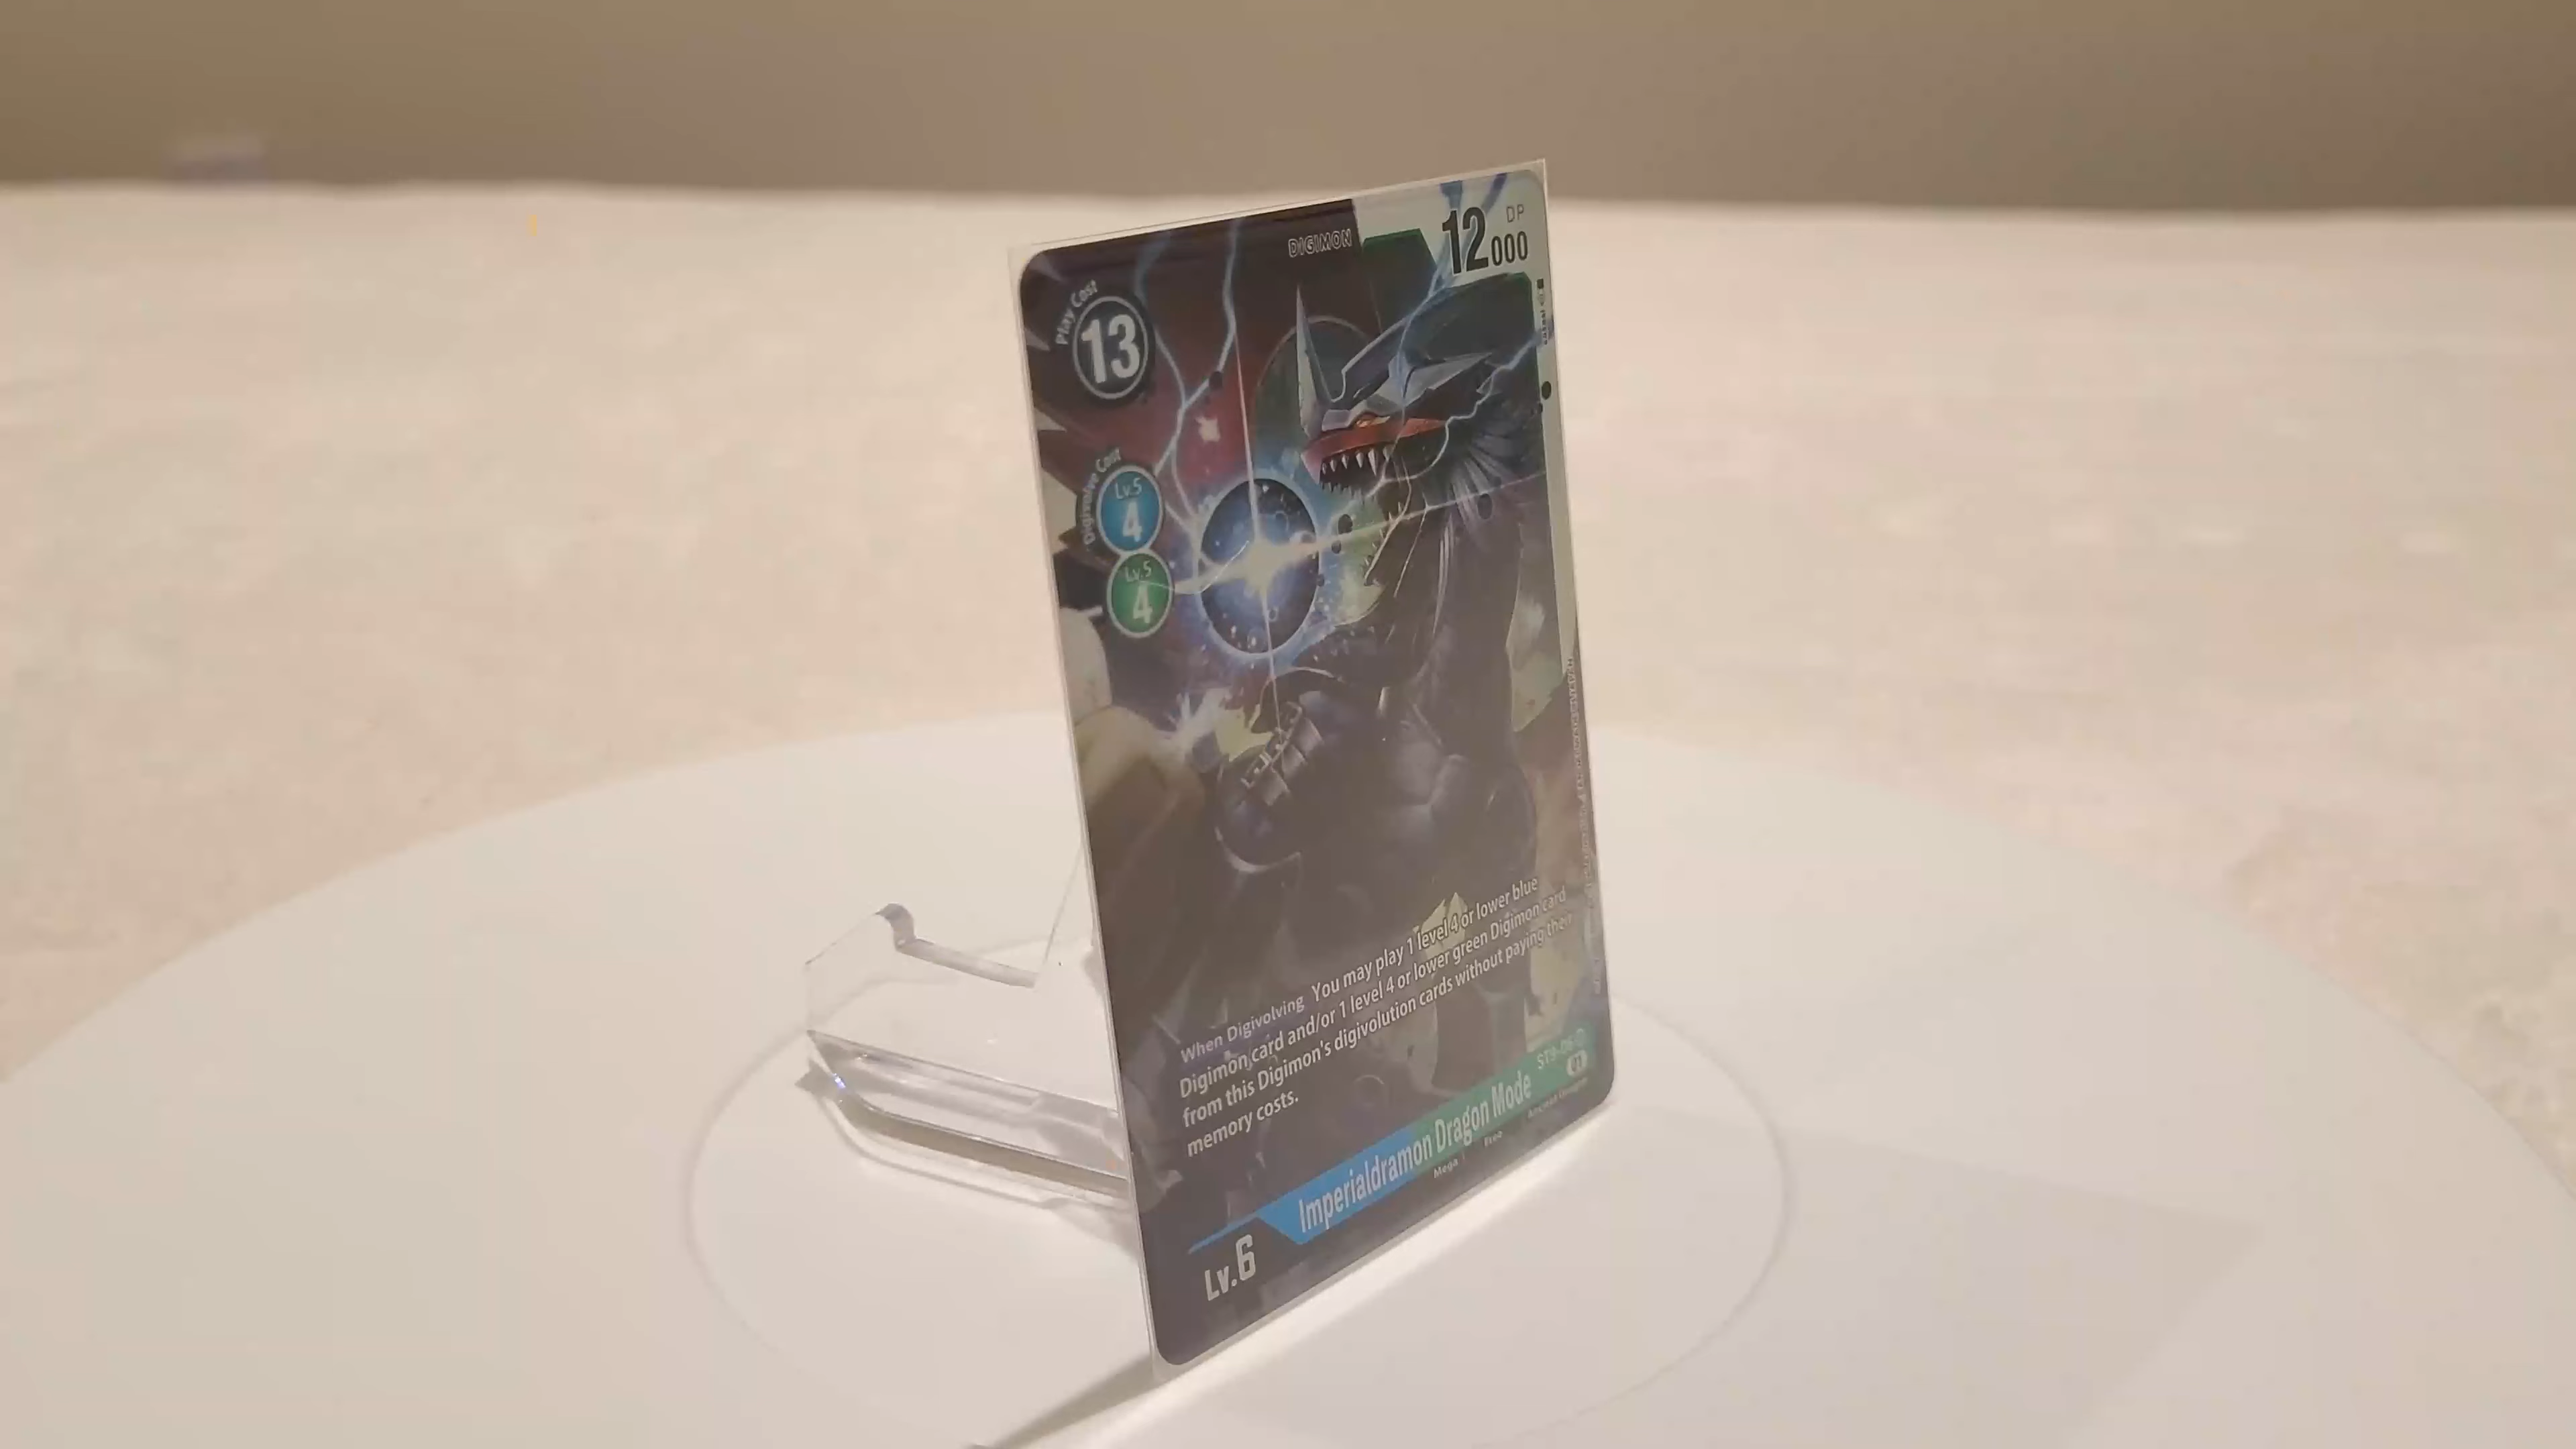 DIGIMON
DP
12000
Play Cost
13
Digivolve Cost
Lv.5
4
Lv.5
4
When Digivolving You may play 1 level 4 or lower blue
Digimon card and/or 1 level 4 or lower green Digimon card
from this Digimon's digivolution cards without paying their
memory costs.
ST9-06
Imperialdramon Dragon Mode
Mega Free Ancient Dragon
Lv.6